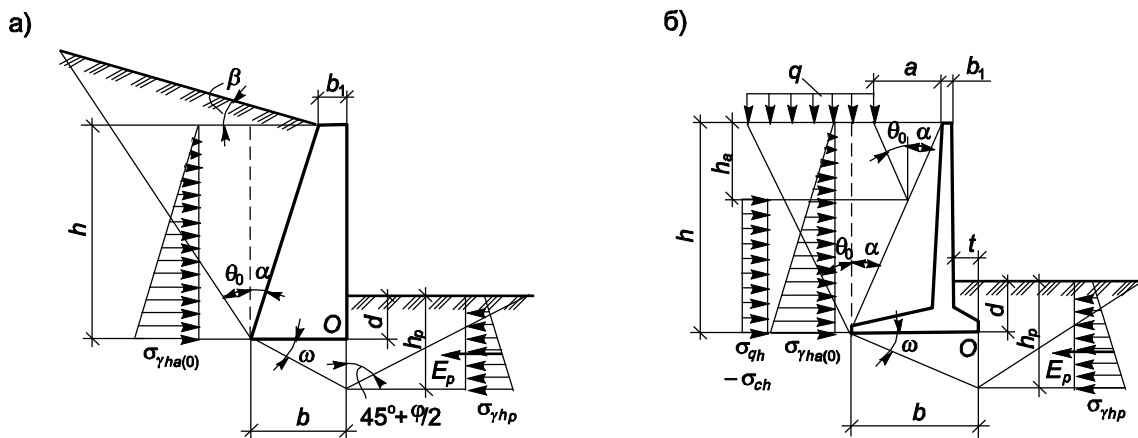 а)
β
b₁
h
θ₀ α
σγha(0)
ω
O
d
hp
Ep
σγhp
b
45°+φ/2
б)
q
a
b₁
θ₀ α
ha
h
t
θ₀ α
d
hp
ω
O
Ep
σqh
σγha(0)
−σch
σγhp
b